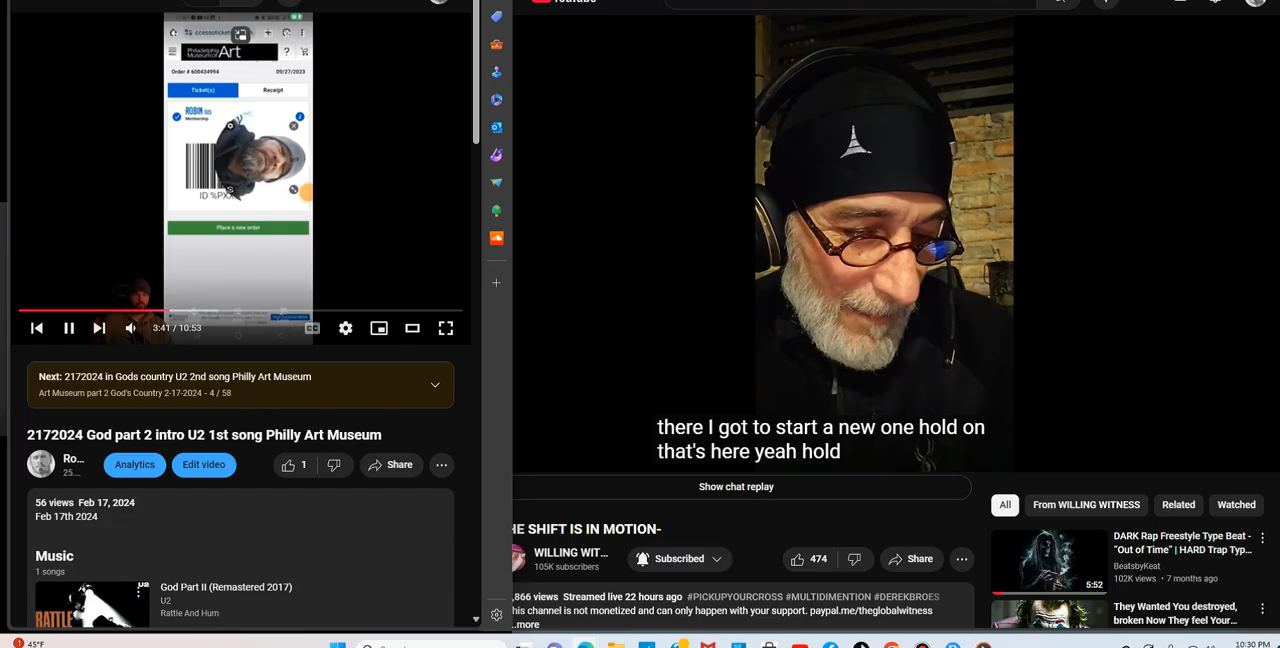 Philadelphia
Museum of Art
?
Order # 600434994
09/27/2023
Ticket(s)
Receipt
ROBIN
Membership
ID %PX
Place a new order
3:41 / 10:53
CC
Next: 2172024 in Gods country U2 2nd song Philly Art Museum
Art Museum part 2 God's Country 2-17-2024 - 4 / 58
2172024 God part 2 intro U2 1st song Philly Art Museum
Ro...
25....
Analytics
Edit video
1
Share
56 views Feb 17, 2024
Feb 17th 2024
Music
1 songs
God Part II (Remastered 2017)
U2
Rattle And Hum
RATTLE
there I got to start a new one hold on
that's here yeah hold
Show chat replay
HE SHIFT IS IN MOTION-
WILLING WIT...
105K subscribers
Subscribed
474
Share
,866 views Streamed live 22 hours ago #PICKUPYOURCROSS #MULTIDIMENTION #DEREKBROES
his channel is not monetized and can only happen with your support. paypal.me/theglobalwitness
...more
All
From WILLING WITNESS
Related
Watched
DARK Rap Freestyle Type Beat -
"Out of Time" | HARD Trap Typ...
BeatsbyKeat
102K views • 7 months ago
5:52
They Wanted You destroyed,
broken Now They feel Your...
1
45°F
10:30 PM